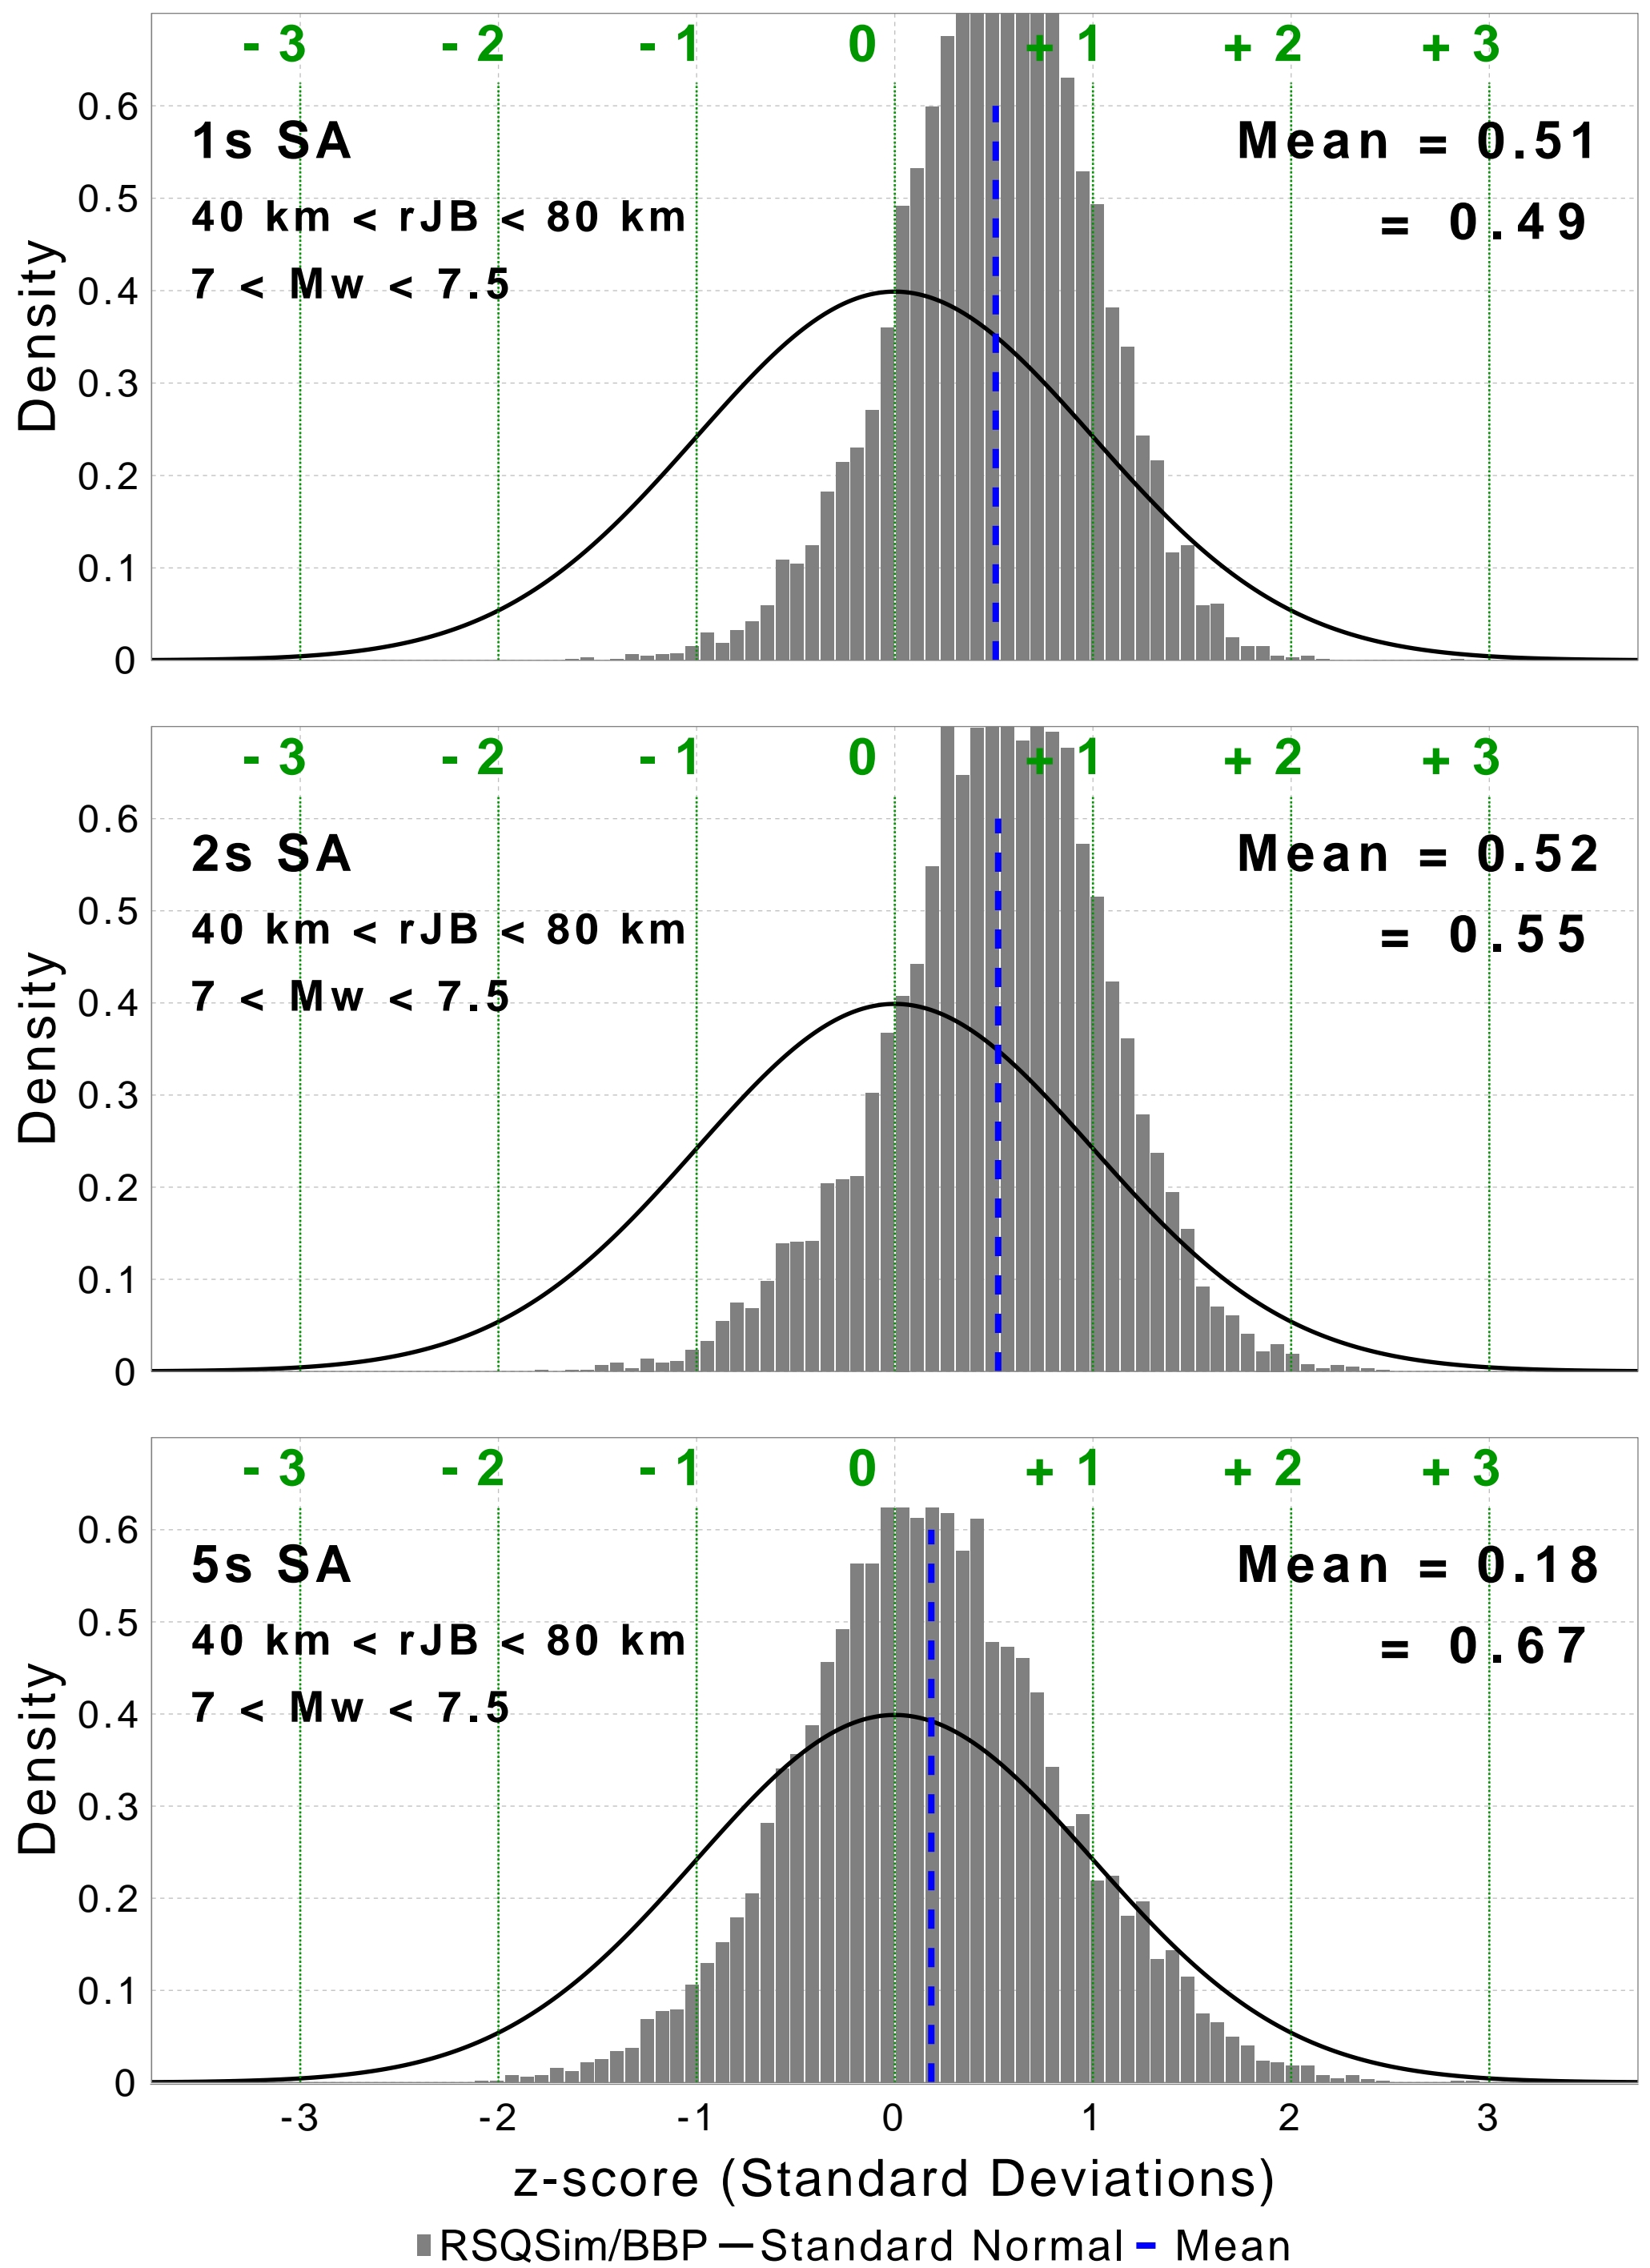 - 3 - 2 - 1 0 + 1 + 2 + 3
0.6
1s SA
Mean = 0.51
0.5
40 km < rJB < 80 km
= 0.49
7 < Mw < 7.5
0.4
Density
0.3
0.2
0.1
0
- 3 - 2 - 1 0 + 1 + 2 + 3
0.6
2s SA
Mean = 0.52
0.5
40 km < rJB < 80 km
= 0.55
7 < Mw < 7.5
0.4
Density
0.3
0.2
0.1
0
- 3 - 2 - 1 0 + 1 + 2 + 3
0.6
5s SA
Mean = 0.18
0.5
40 km < rJB < 80 km
= 0.67
7 < Mw < 7.5
0.4
Density
0.3
0.2
0.1
0
-3 -2 -1 0 1 2 3
z-score (Standard Deviations)
RSQSim/BBP Standard Normal Mean